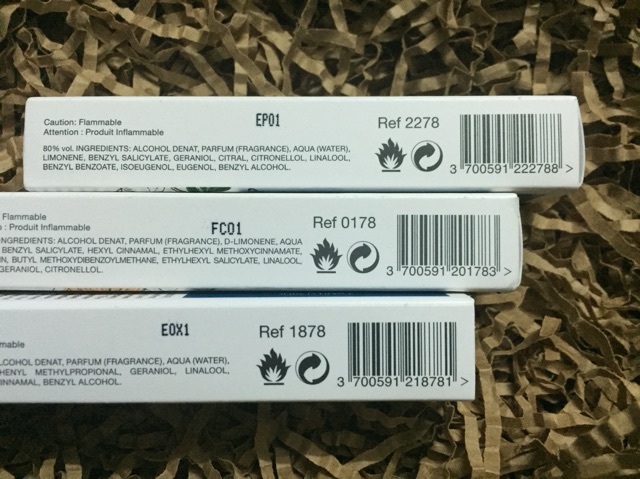 Caution: Flammable
Attention : Produit Inflammable
EP01
Ref 2278
80% vol. INGREDIENTS: ALCOHOL DENAT, PARFUM (FRAGRANCE), AQUA (WATER),
LIMONENE, BENZYL SALICYLATE, GERANIOL, CITRAL, CITRONELLOL, LINALOOL,
BENZYL BENZOATE, ISOEUGENOL, EUGENOL, BENZYL ALCOHOL.
3 700591 222788 >
Flammable
: Produit Inflammable
FC01
Ref 0178
NGREDIENTS: ALCOHOL DENAT, PARFUM (FRAGRANCE), D-LIMONENE, AQUA
BENZYL SALICYLATE, HEXYL CINNAMAL, ETHYLHEXYL METHOXYCINNAMATE,
N, BUTYL METHOXYDIBENZOYLMETHANE, ETHYLHEXYL SALICYLATE, LINALOOL,
GERANIOL, CITRONELLOL.
3 700591 201783 >
mable
EOX1
Ref 1878
LCOHOL DENAT, PARFUM (FRAGRANCE), AQUA (WATER),
HENYL METHYLPROPIONAL, GERANIOL, LINALOOL,
CINNAMAL, BENZYL ALCOHOL.
3 700591 218781 >